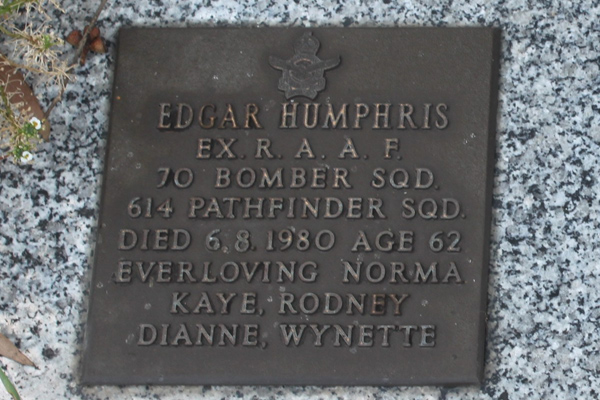 EDGAR HUMPHRIS
EX. R. A. A. F.
70 BOMBER SQD.
614 PATHFINDER SQD.
DIED 6. 8. 1980 AGE 62
EVERLOVING NORMA
KAYE, RODNEY
DIANNE, WYNETTE